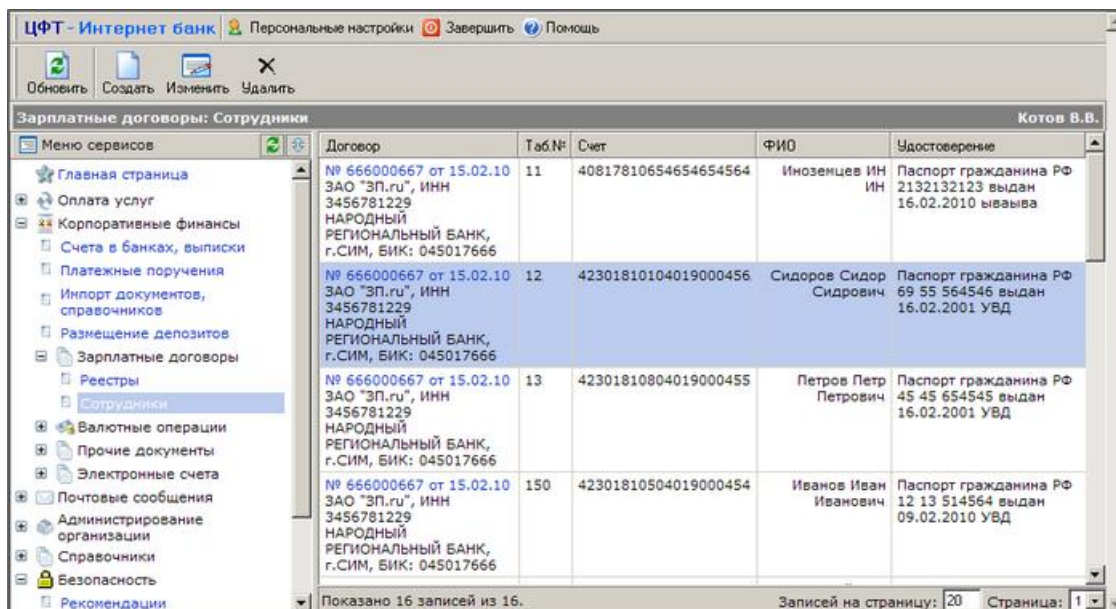 ЦФТ - Интернет банк Персональные настройки Завершить Помощь
Обновить Создать Изменить Удалить
Зарплатные договоры: Сотрудники Котов В.В.
Меню сервисов
Главная страница
Оплата услуг
Корпоративные финансы
Счета в банках, выписки
Платежные поручения
Импорт документов,
справочников
Размещение депозитов
Зарплатные договоры
Реестры
Сотрудники
Валютные операции
Прочие документы
Электронные счета
Почтовые сообщения
Администрирование
организации
Справочники
Безопасность
Рекомендации
Договор Таб.№ Счет ФИО Удостоверение
№ 666000667 от 15.02.10 11 40817810654654654564 Иноземцев ИН Паспорт гражданина РФ
ЗАО "ЗП.ru", ИНН ИН 2132132123 выдан
3456781229 16.02.2010 ываыва
НАРОДНЫЙ
РЕГИОНАЛЬНЫЙ БАНК,
г.СИМ, БИК: 045017666
№ 666000667 от 15.02.10 12 42301810104019000456 Сидоров Сидор Паспорт гражданина РФ
ЗАО "ЗП.ru", ИНН Сидрович 69 55 564546 выдан
3456781229 16.02.2001 УВД
НАРОДНЫЙ
РЕГИОНАЛЬНЫЙ БАНК,
г.СИМ, БИК: 045017666
№ 666000667 от 15.02.10 13 42301810804019000455 Петров Петр Паспорт гражданина РФ
ЗАО "ЗП.ru", ИНН Петрович 45 45 654545 выдан
3456781229 16.02.2001 УВД
НАРОДНЫЙ
РЕГИОНАЛЬНЫЙ БАНК,
г.СИМ, БИК: 045017666
№ 666000667 от 15.02.10 150 42301810504019000454 Иванов Иван Паспорт гражданина РФ
ЗАО "ЗП.ru", ИНН Иванович 12 13 514564 выдан
3456781229 09.02.2010 УВД
НАРОДНЫЙ
РЕГИОНАЛЬНЫЙ БАНК,
г.СИМ, БИК: 045017666
Показано 16 записей из 16. Записей на страницу: 20 Страница: 1